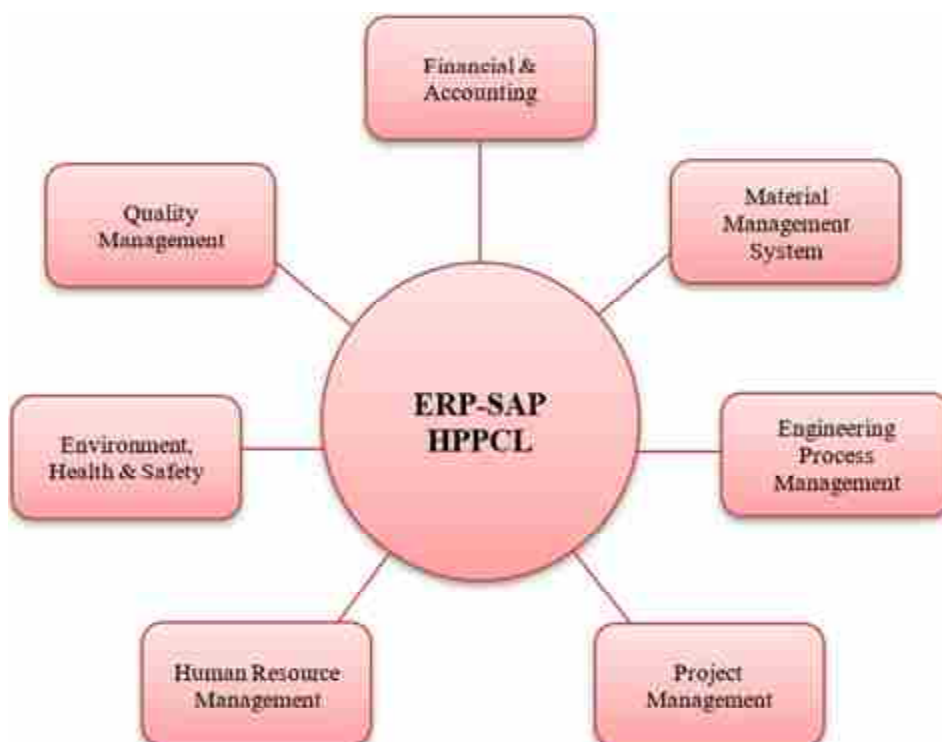 Financial &
Accounting
Material
Management
System
Engineering
Process
Management
Project
Management
Human Resource
Management
Environment,
Health & Safety
Quality
Management
ERP-SAP
HPPCL